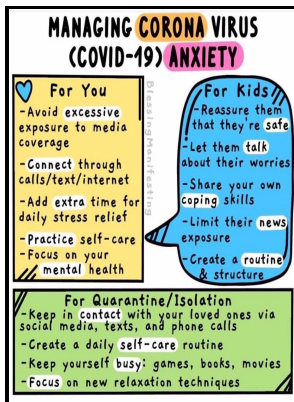 MANAGING CORONA VIRUS
(COVID-19) ANXIETY
For You
-Avoid excessive
exposure to media
coverage
-Connect through
calls/text/internet
-Add extra time for
daily stress relief
-Practice self-care
-Focus on your
mental health
BlessingManifesting
For Kids
-Reassure them
that they're safe
-Let them talk
about their worries
-Share your own
coping skills
-Limit their news
exposure
-Create a routine
& structure
For Quarantine/Isolation
-Keep in contact with your loved ones via
social media, texts, and phone calls
-Create a daily self-care routine
-Keep yourself busy: games, books, movies
-Focus on new relaxation techniques